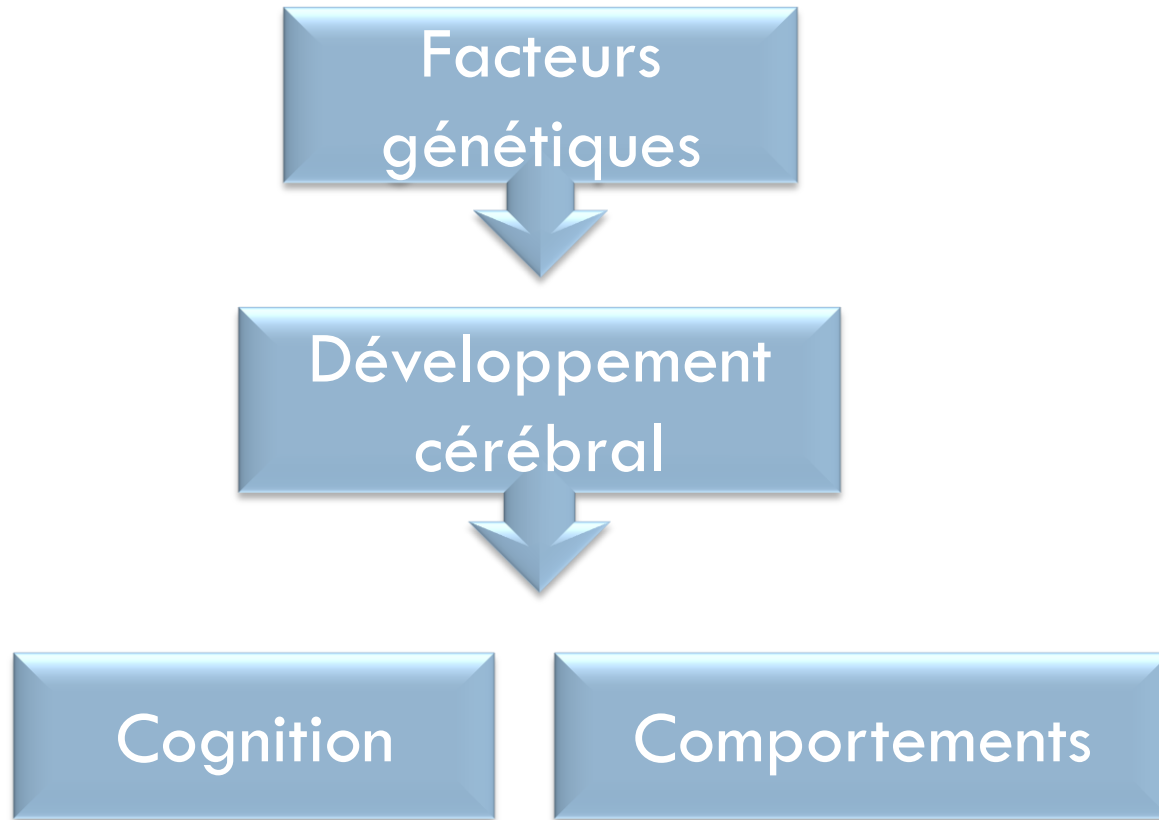 Facteurs
génétiques
Développement
cérébral
Cognition
Comportements